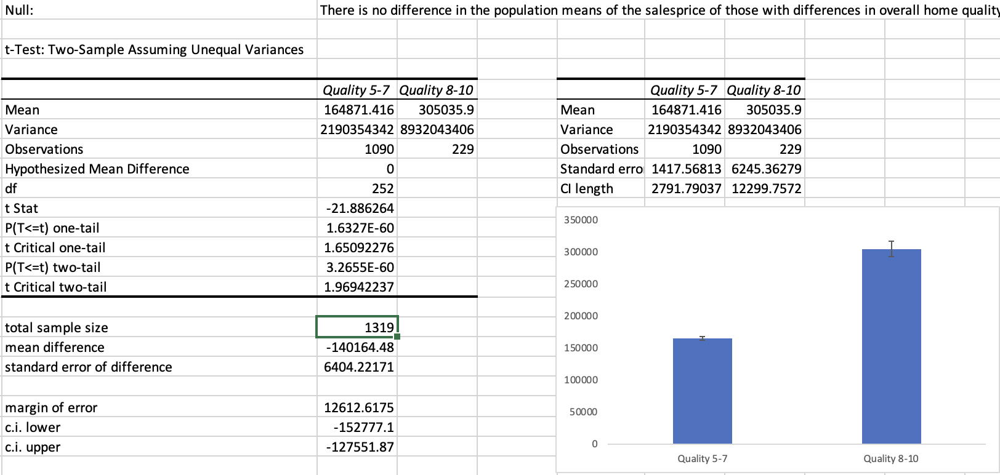 Null: There is no difference in the population means of the salesprice of those with differences in overall home quality
t-Test: Two-Sample Assuming Unequal Variances
Quality 5-7 Quality 8-10
Mean 164871.416 305035.9
Variance 2190354342 8932043406
Observations 1090 229
Hypothesized Mean Difference 0
df 252
t Stat -21.886264
P(T<=t) one-tail 1.6327E-60
t Critical one-tail 1.65092276
P(T<=t) two-tail 3.2655E-60
t Critical two-tail 1.96942237
total sample size 1319
mean difference -140164.48
standard error of difference 6404.22171
margin of error 12612.6175
c.i. lower -152777.1
c.i. upper -127551.87
Quality 5-7 Quality 8-10
Mean 164871.416 305035.9
Variance 2190354342 8932043406
Observations 1090 229
Standard erro 1417.56813 6245.36279
CI length 2791.79037 12299.7572
350000
300000
250000
200000
150000
100000
50000
0
Quality 5-7 Quality 8-10